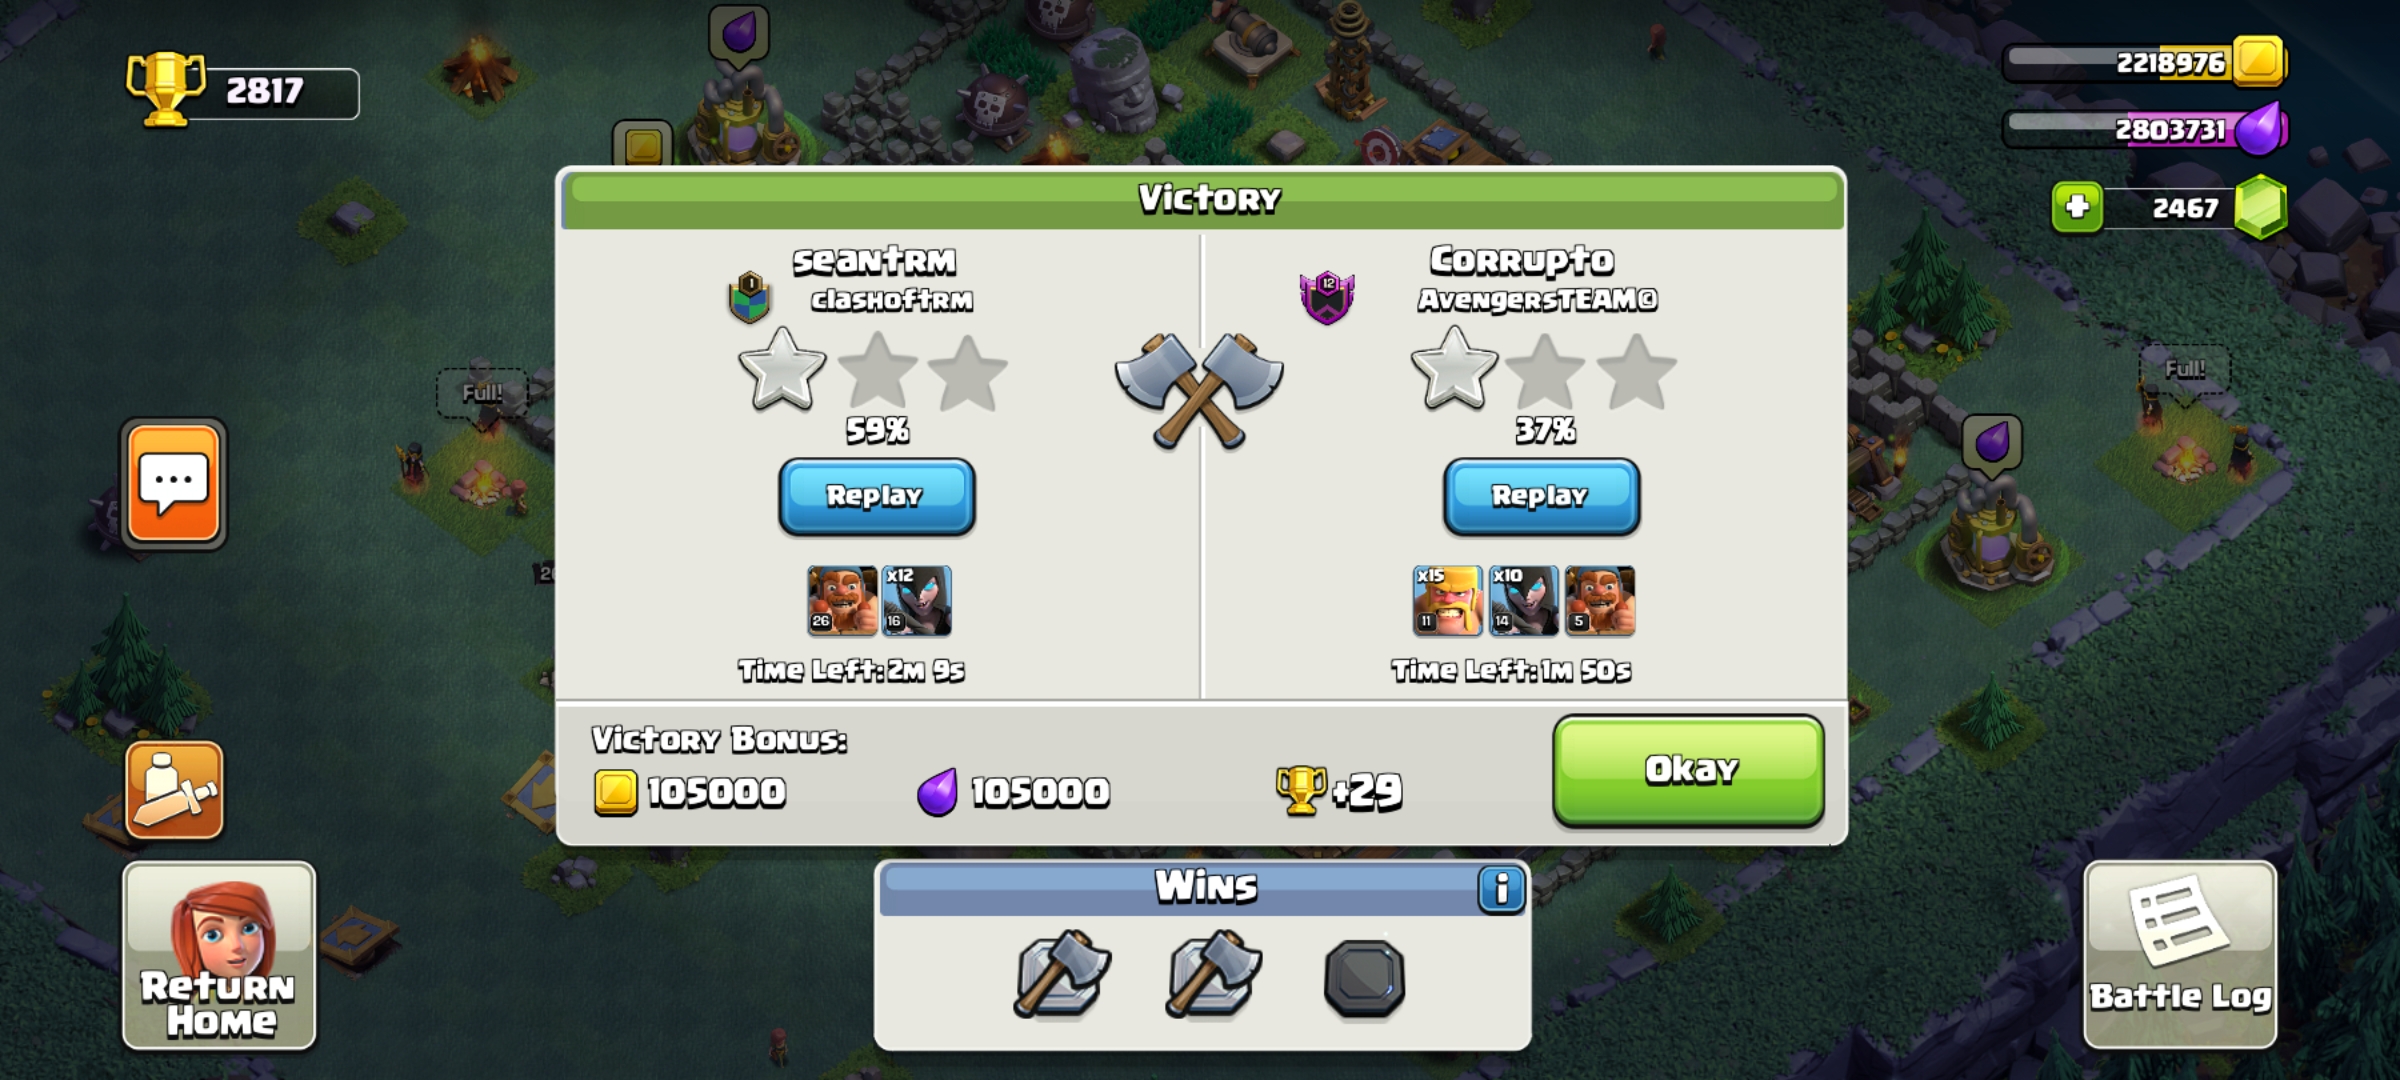 2817
2218976
2803731
2467
Full!
Full!
Victory
seantrm
clashoftrm
59%
Replay
26
x12
16
Time Left:2m 9s
Corrupto
12
AvengersTEAM©
37%
Replay
x15
11
x10
14
5
Time Left:1m 50s
Victory Bonus:
105000
105000
+29
Okay
Wins
i
Return
Home
Battle Log